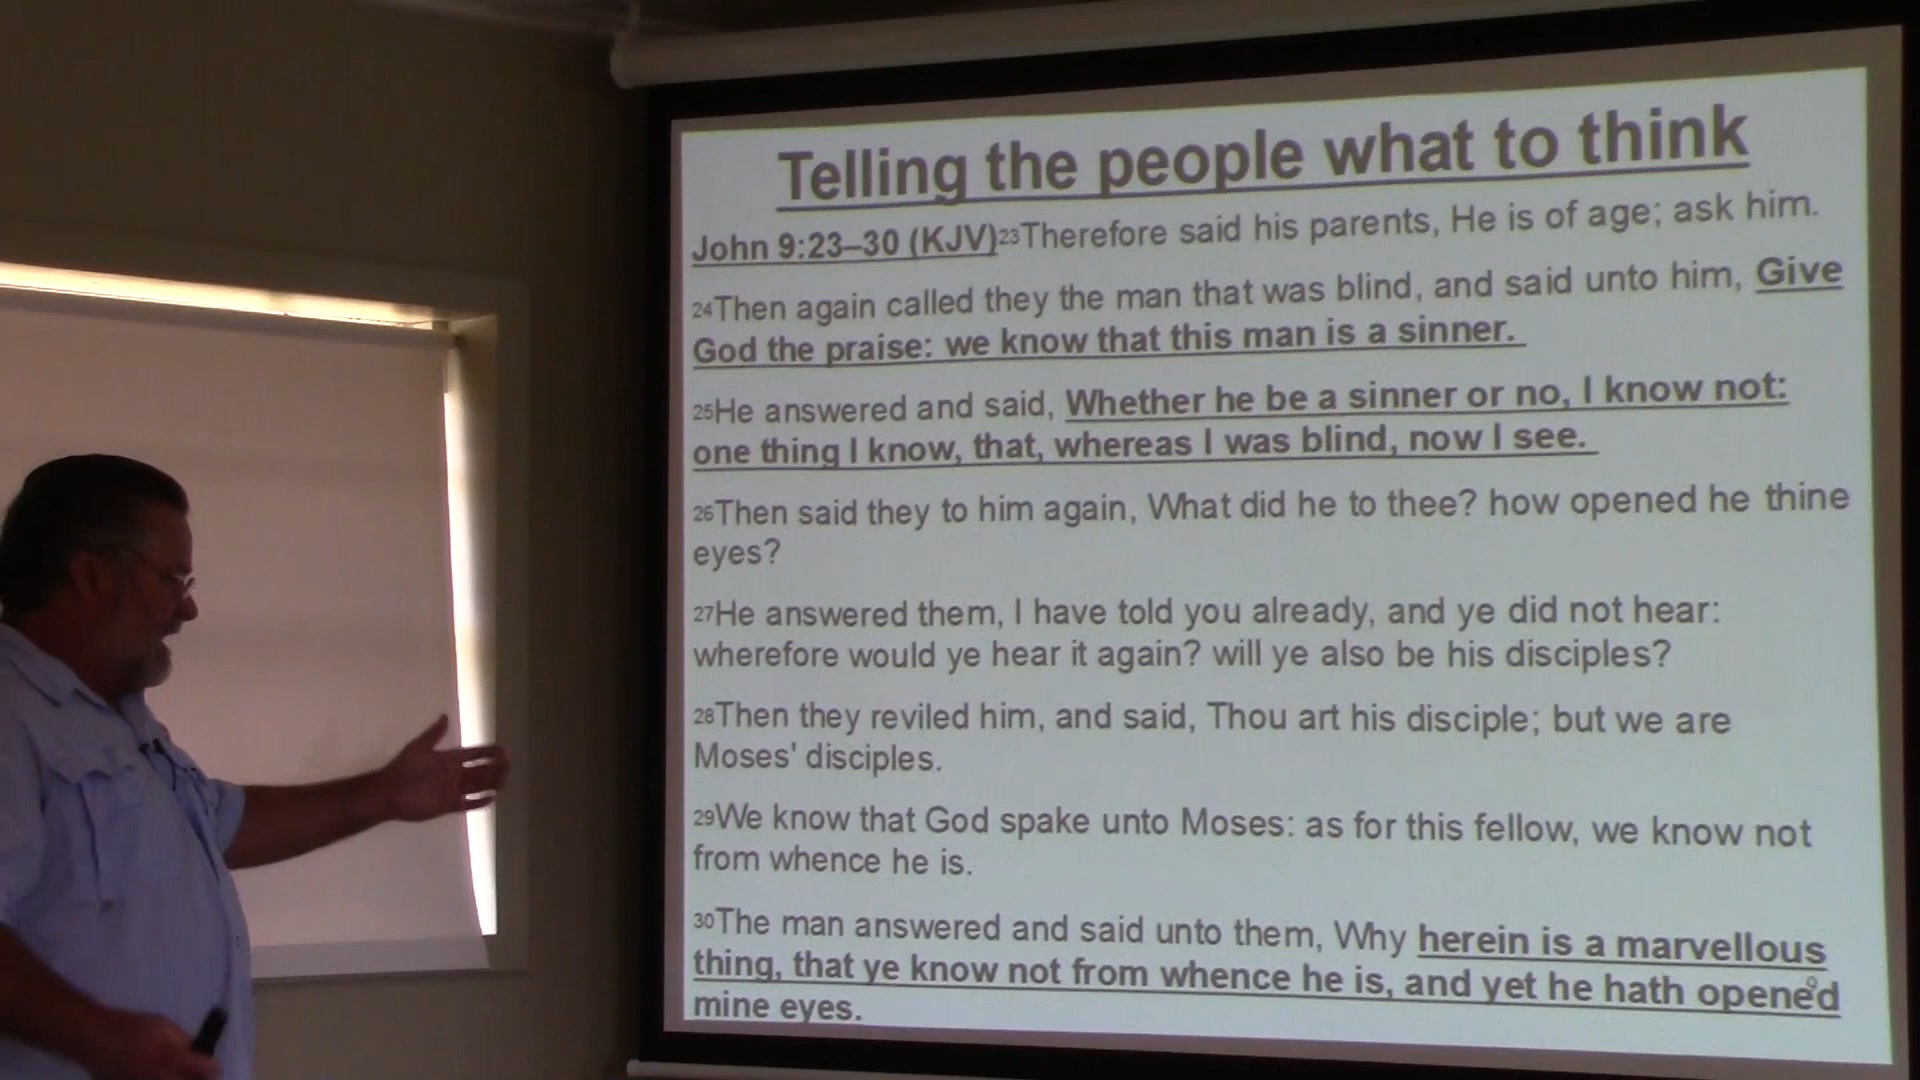 Telling the people what to think
John 9:23–30 (KJV)23Therefore said his parents, He is of age; ask him.
24Then again called they the man that was blind, and said unto him, Give
God the praise: we know that this man is a sinner.
25He answered and said, Whether he be a sinner or no, I know not:
one thing I know, that, whereas I was blind, now I see.
26Then said they to him again, What did he to thee? how opened he thine
eyes?
27He answered them, I have told you already, and ye did not hear:
wherefore would ye hear it again? will ye also be his disciples?
28Then they reviled him, and said, Thou art his disciple; but we are
Moses' disciples.
29We know that God spake unto Moses: as for this fellow, we know not
from whence he is.
30The man answered and said unto them, Why herein is a marvellous
thing, that ye know not from whence he is, and yet he hath opened
mine eyes.